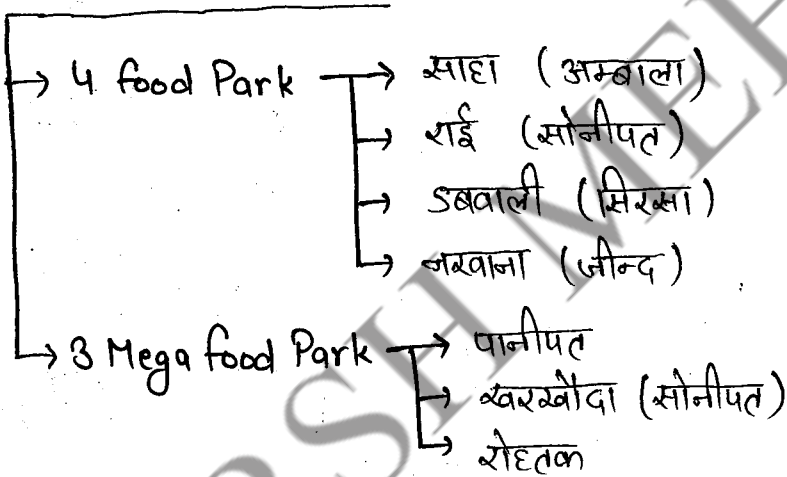 → 4 food Park → साहा (अम्बाला)
→ राई (सोनीपत)
→ डबवाली (सिरसा)
→ नरवाना (जीन्द)
→ 3 Mega food Park → पानीपत
→ खरखौदा (सोनीपत)
→ रोहतक